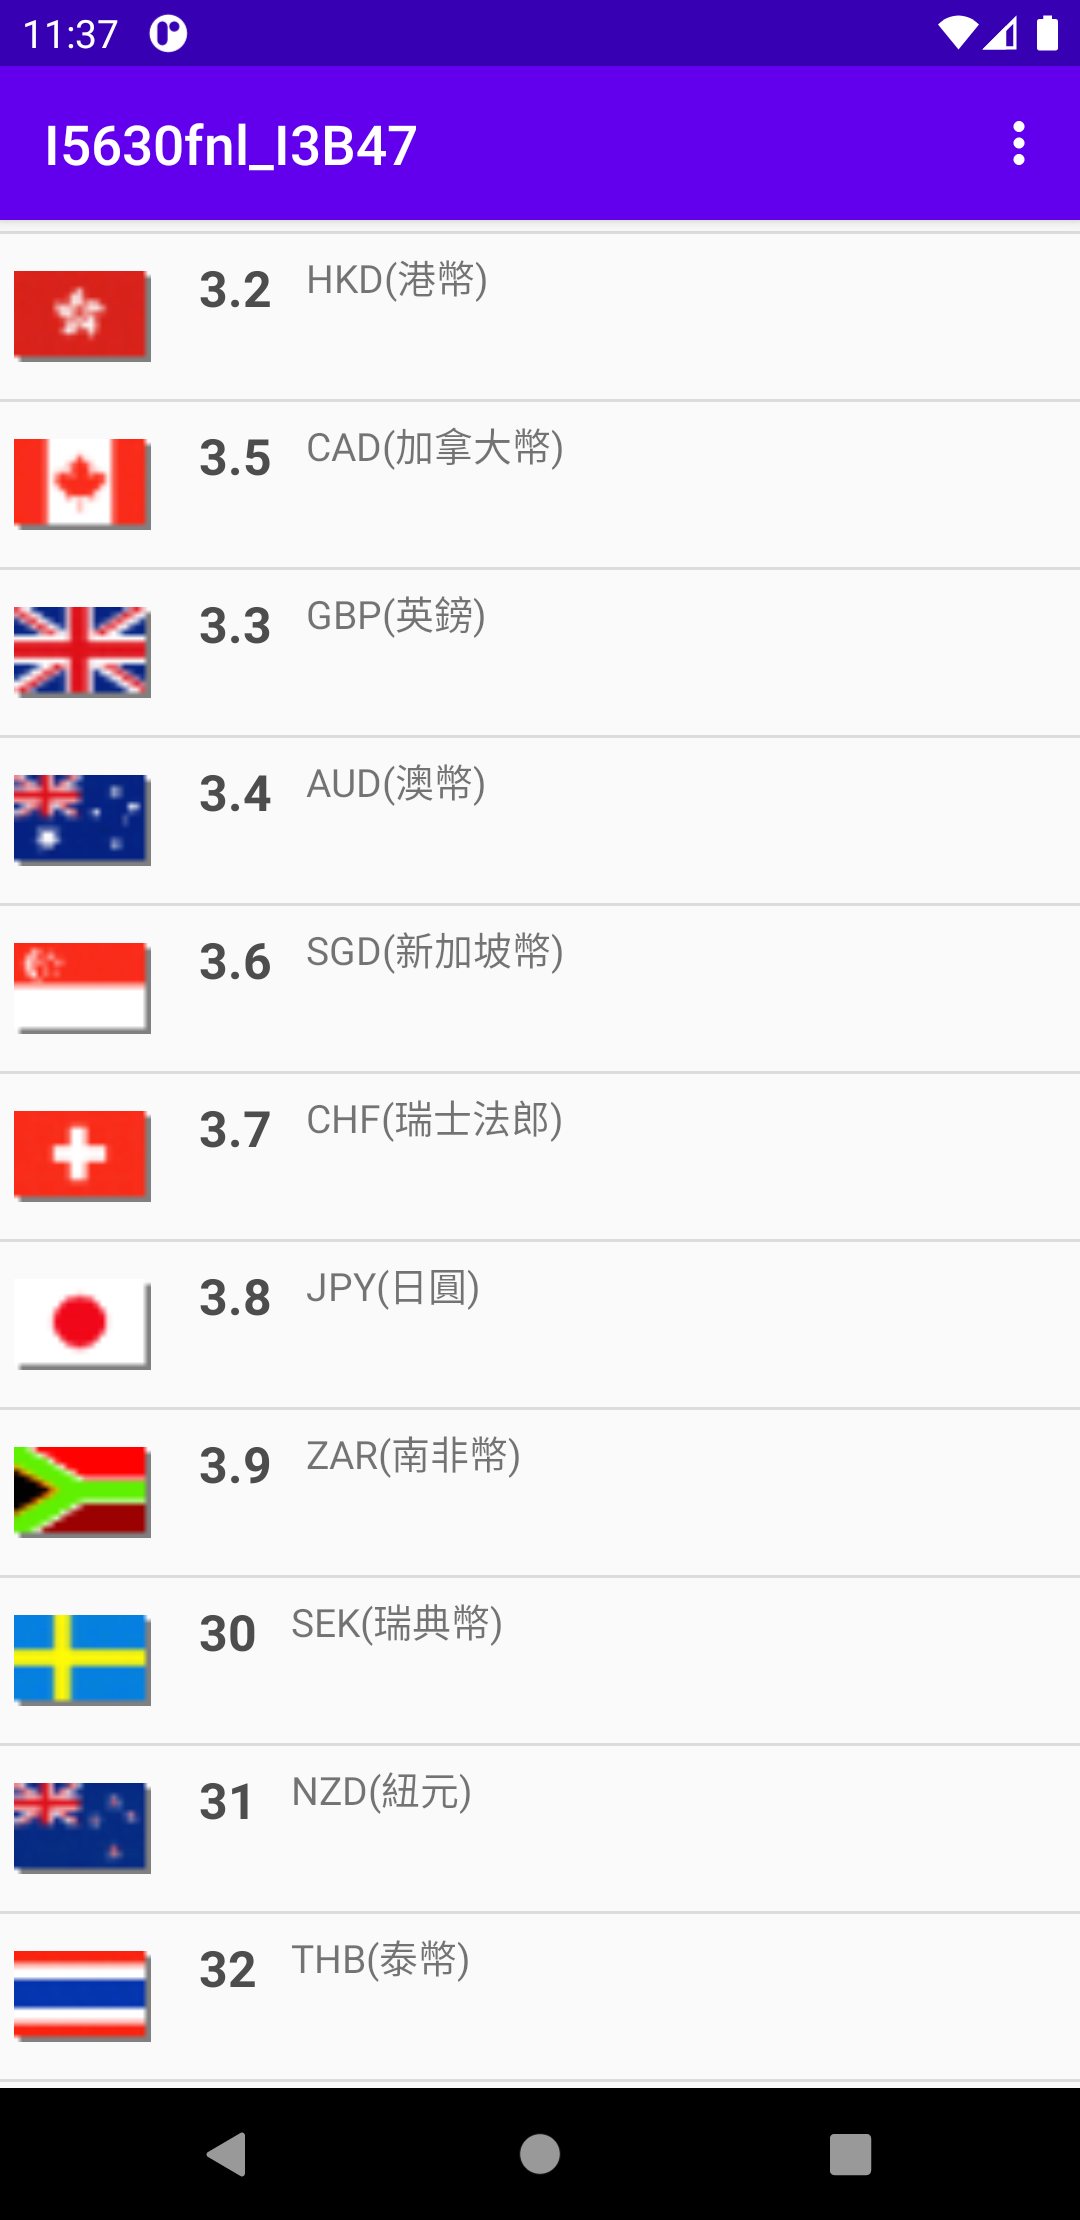 11:37
I5630fnl_I3B47
3.2 HKD(港幣)
3.5 CAD(加拿大幣)
3.3 GBP(英鎊)
3.4 AUD(澳幣)
3.6 SGD(新加坡幣)
3.7 CHF(瑞士法郎)
3.8 JPY(日圓)
3.9 ZAR(南非幣)
30 SEK(瑞典幣)
31 NZD(紐元)
32 THB(泰幣)